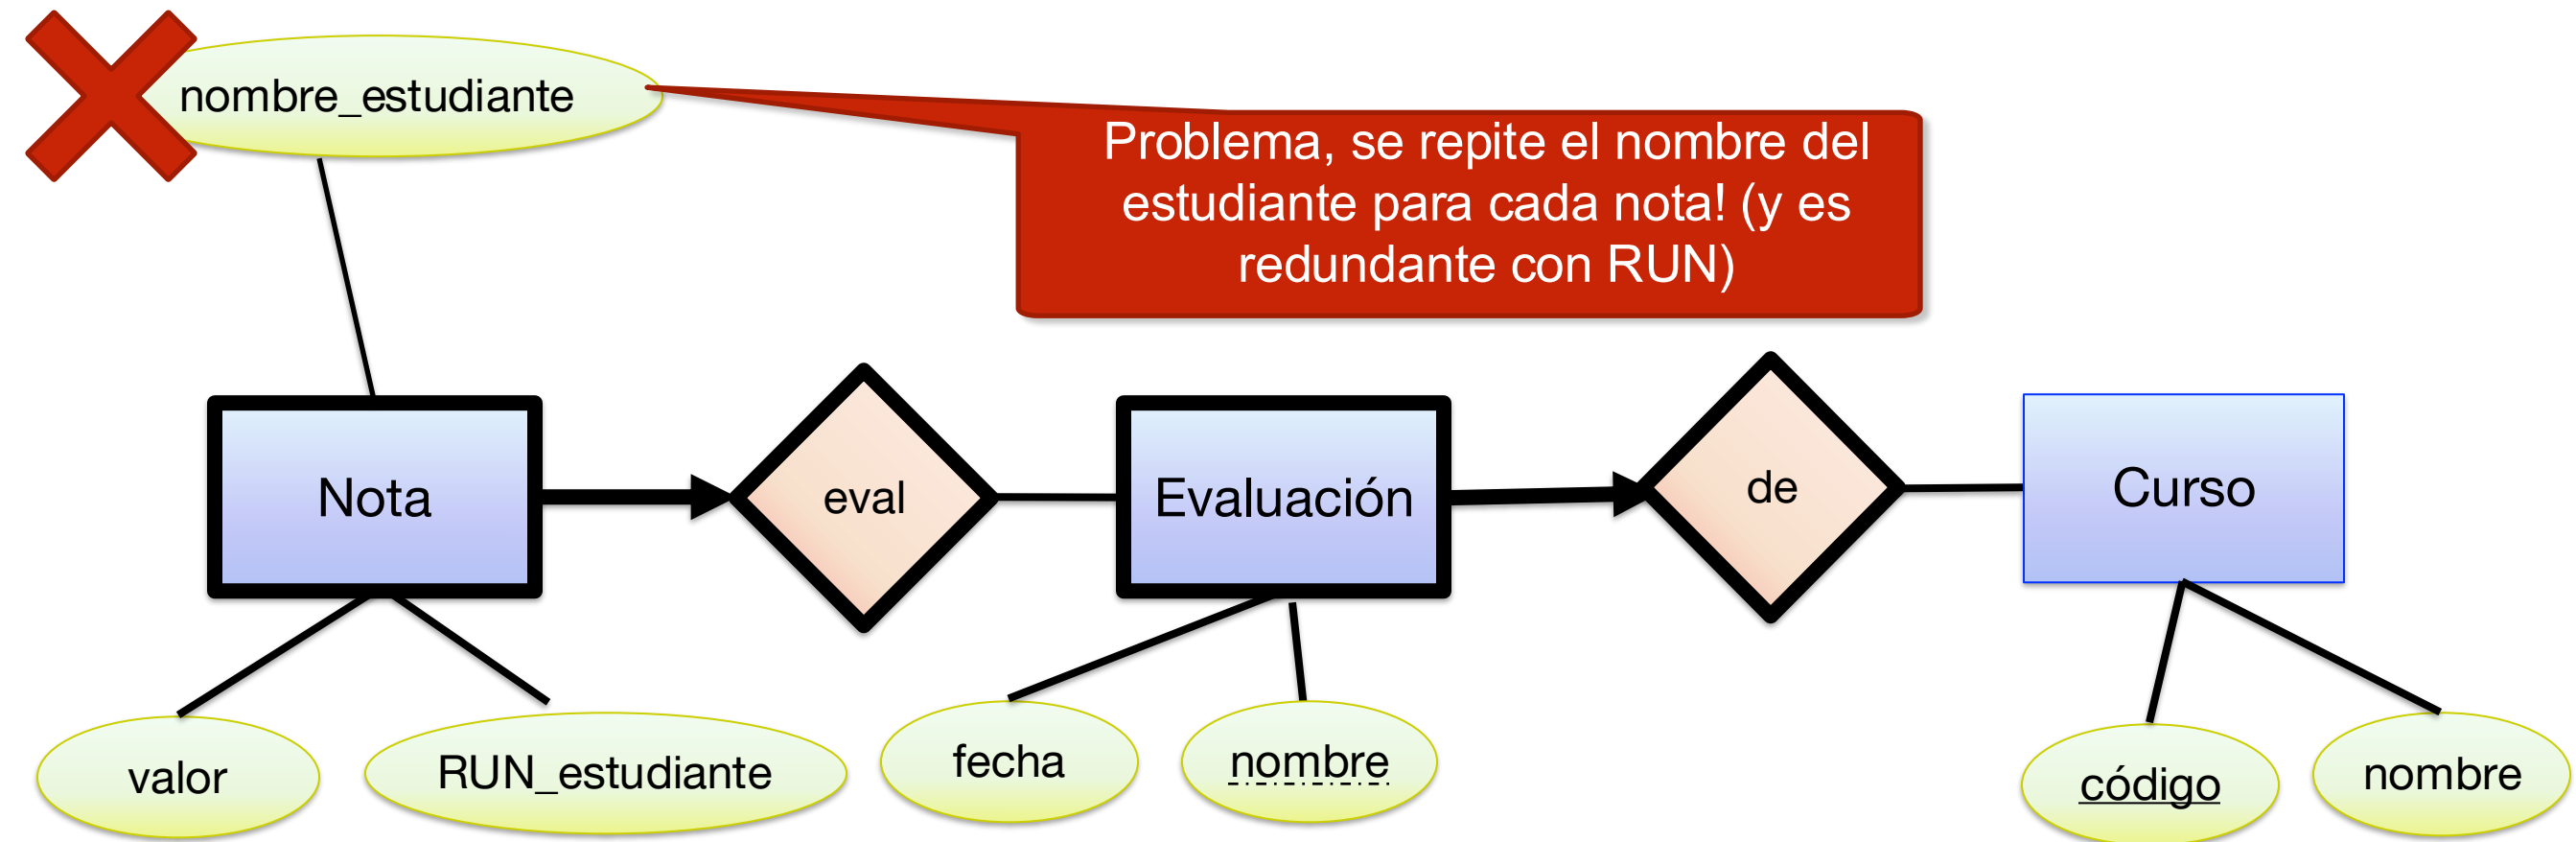 nombre_estudiante
Problema, se repite el nombre del
estudiante para cada nota! (y es
redundante con RUN)
Nota
eval
Evaluación
de
Curso
valor
RUN_estudiante
fecha
nombre
código
nombre